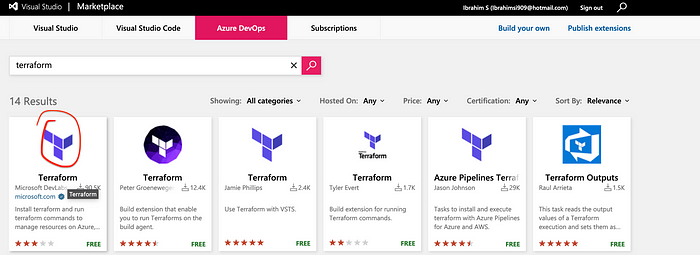 Visual Studio | Marketplace
Ibrahim S (Ibrahimsi909@hotmail.com) Sign out
Visual Studio Visual Studio Code Azure DevOps Subscriptions Build your own Publish extensions
terraform
14 Results Showing: All categories Hosted On: Any Price: Any Certification: Any Sort By: Relevance
Terraform
Microsoft DevLabs 90.5K
microsoft.com Terraform
Install terraform and run
terraform commands to
manage resources on Azure,...
FREE
Terraform
Peter Groenewegen 12.4K
Build extension that enable
you to run Terraforms on the
build agent.
FREE
Terraform
Jamie Phillips 2.4K
Use Terraform with VSTS.
FREE
Terraform
Terraform
Tyler Evert 1.7K
Build extension for running
Terraform commands.
FREE
Azure Pipelines Terraf
Jason Johnson 29K
Tasks to install and execute
terraform with Azure Pipelines
for Azure and AWS.
FREE
Terraform Outputs
Raul Arrieta 1.5K
This task reads the output
values of a Terraform
execution and sets them as...
FREE